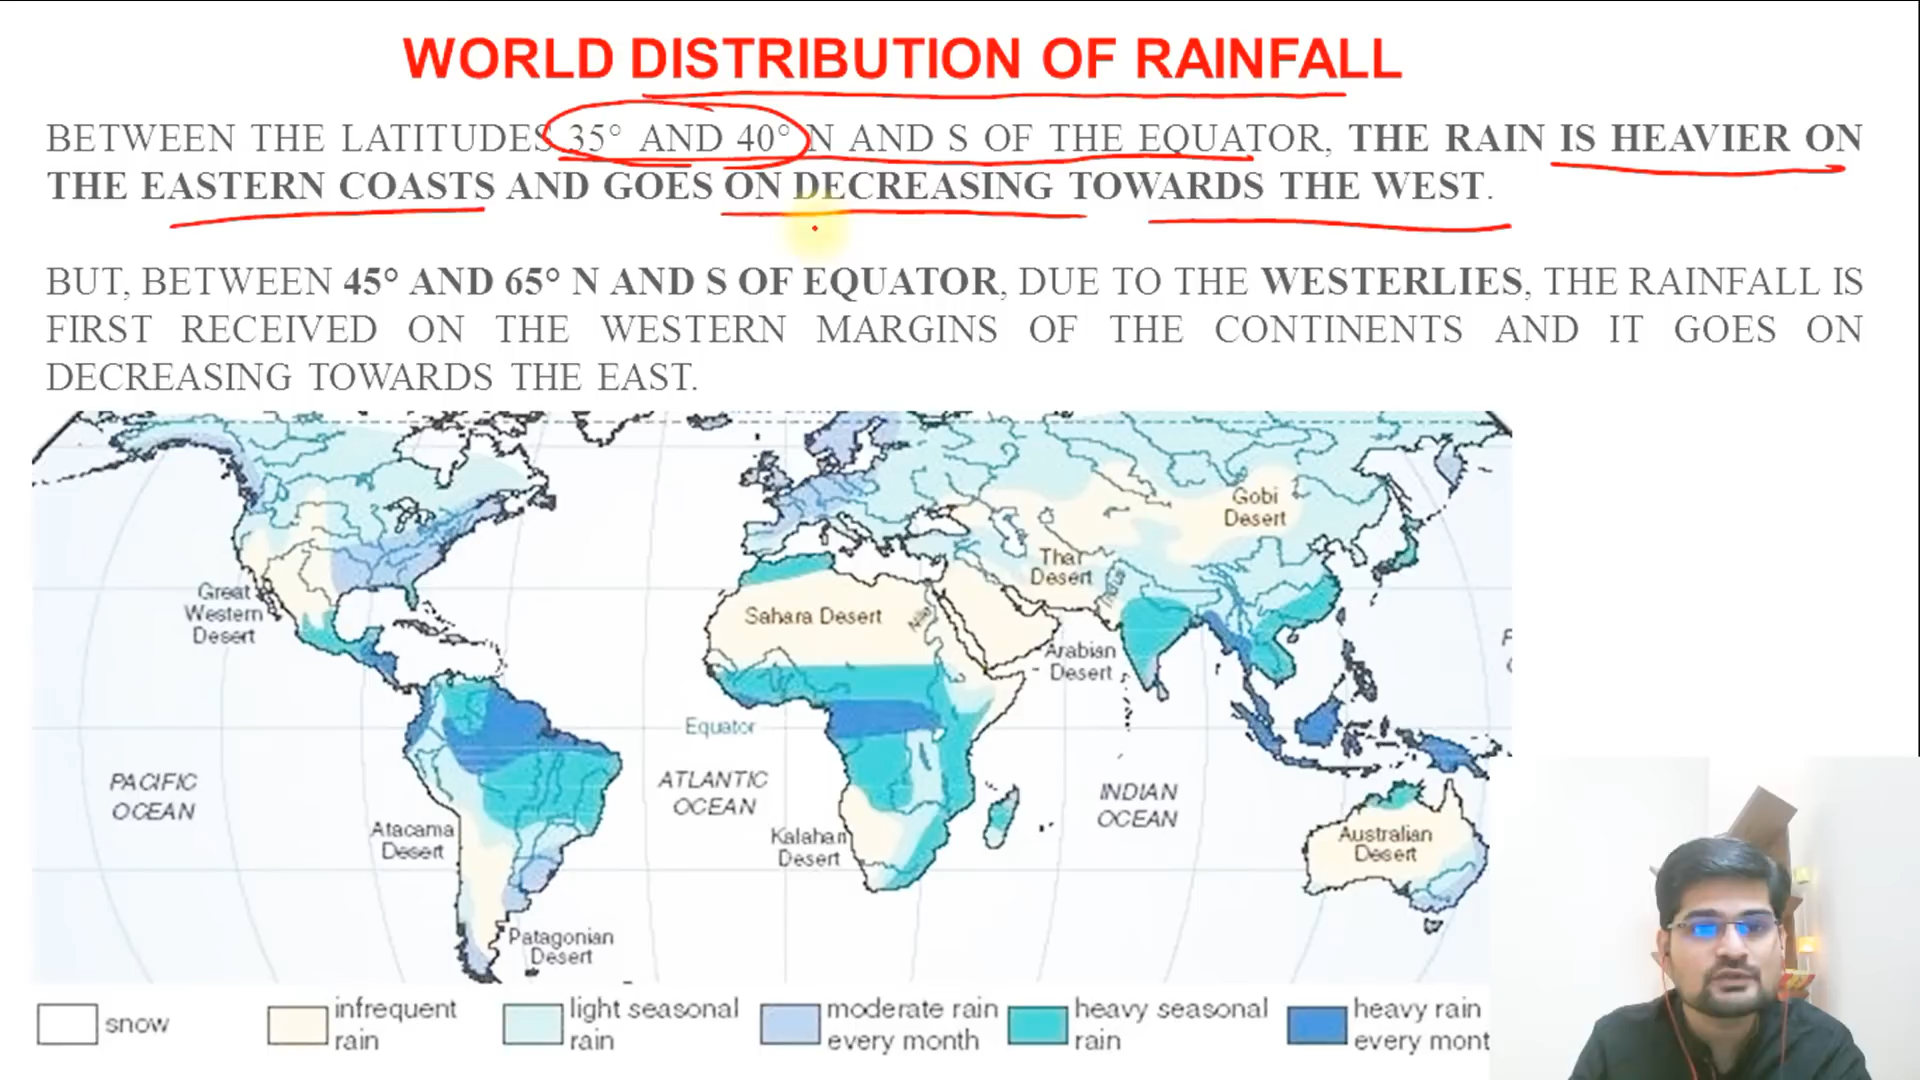 WORLD DISTRIBUTION OF RAINFALL
BETWEEN THE LATITUDES 35° AND 40° N AND S OF THE EQUATOR, THE RAIN IS HEAVIER ON
THE EASTERN COASTS AND GOES ON DECREASING TOWARDS THE WEST.
BUT, BETWEEN 45° AND 65° N AND S OF EQUATOR, DUE TO THE WESTERLIES, THE RAINFALL IS
FIRST RECEIVED ON THE WESTERN MARGINS OF THE CONTINENTS AND IT GOES ON
DECREASING TOWARDS THE EAST.
Gobi
Desert
Thar
Desert
Great
Western
Desert
Sahara Desert
Nile
Arabian
Desert
Equator
PACIFIC
OCEAN
ATLANTIC
OCEAN
INDIAN
OCEAN
Atacama
Desert
Kalahari
Desert
Australian
Desert
Patagonian
Desert
snow
infrequent
rain
light seasonal
rain
moderate rain
every month
heavy seasonal
rain
heavy rain
every mont